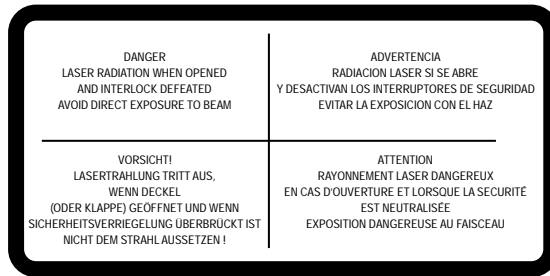 DANGER
LASER RADIATION WHEN OPENED
AND INTERLOCK DEFEATED
AVOID DIRECT EXPOSURE TO BEAM
ADVERTENCIA
RADIACION LASER SI SE ABRE
Y DESACTIVAN LOS INTERRUPTORES DE SEGURIDAD
EVITAR LA EXPOSICION CON EL HAZ
VORSICHT!
LASERTRAHLUNG TRITT AUS,
WENN DECKEL
(ODER KLAPPE) GEÖFFNET UND WENN
SICHERHEITSVERRIEGELUNG ÜBERBRÜCKT IST
NICHT DEM STRAHL AUSSETZEN !
ATTENTION
RAYONNEMENT LASER DANGEREUX
EN CAS D'OUVERTURE ET LORSQUE LA SECURITÉ
EST NEUTRALISÉE
EXPOSITION DANGEREUSE AU FAISCEAU